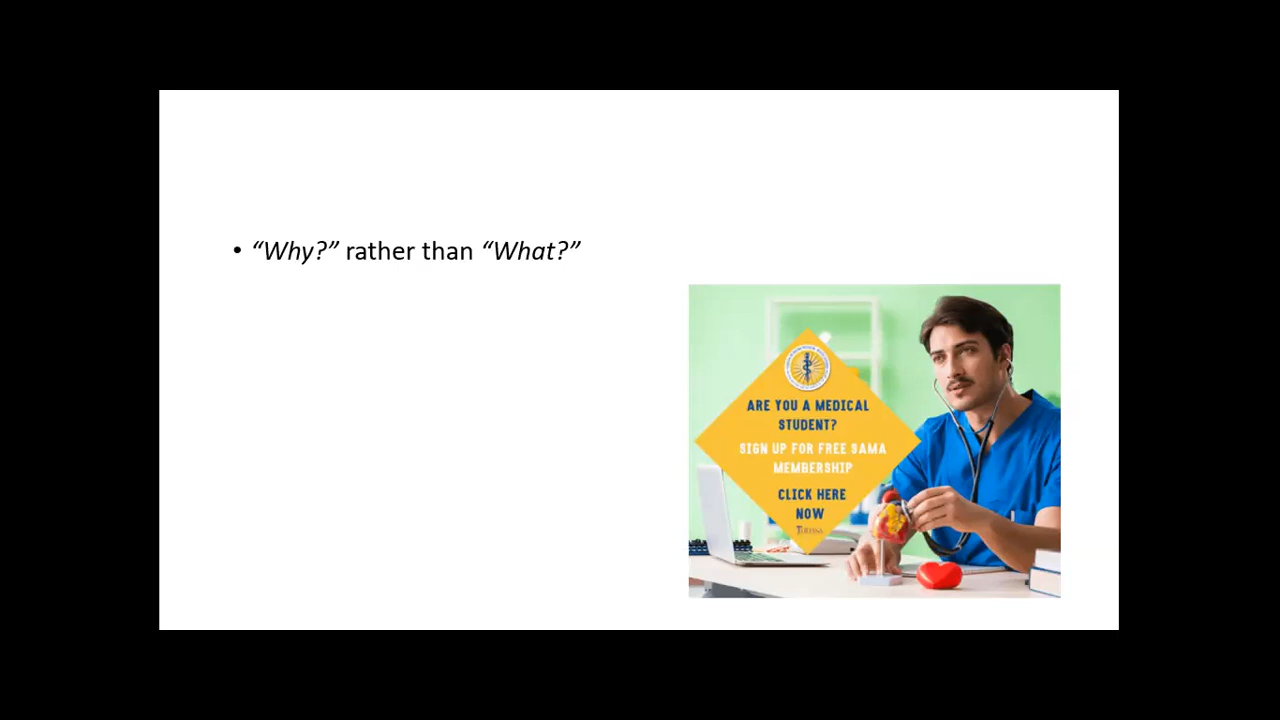 • “Why?” rather than “What?”
ARE YOU A MEDICAL
STUDENT?
SIGN UP FOR FREE SAMA
MEMBERSHIP
CLICK HERE
NOW